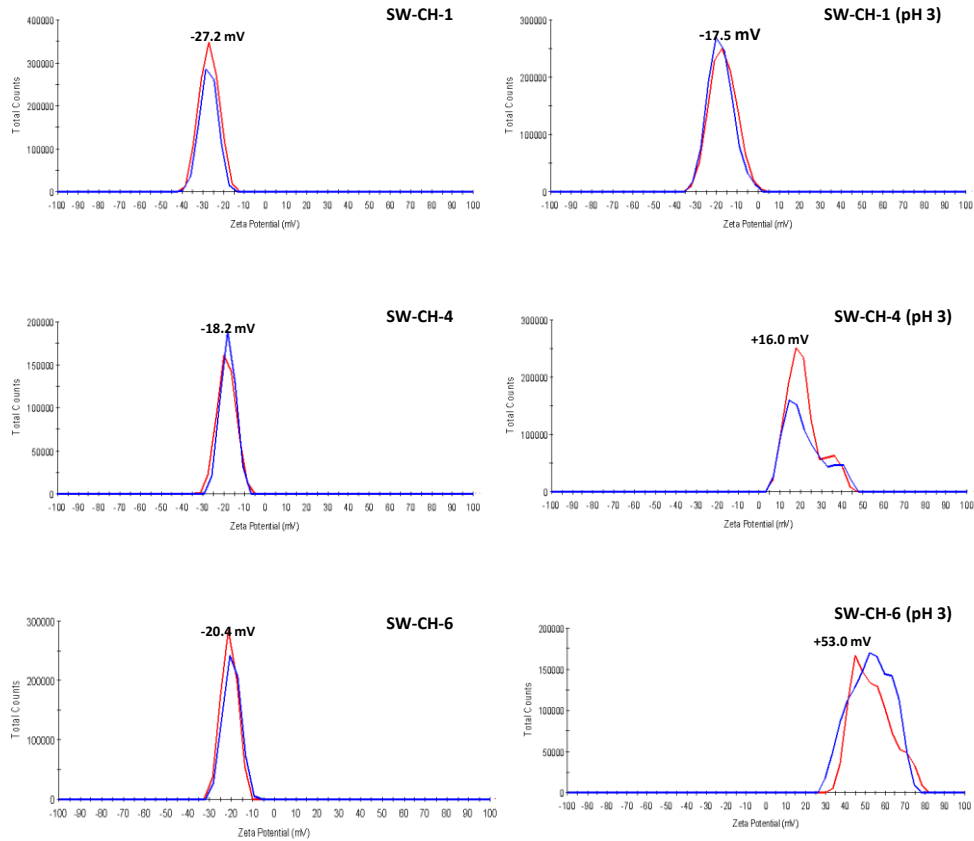 SW-CH-1
-27.2 mV
Total Counts
400000
300000
200000
100000
0
-100 -90 -80 -70 -60 -50 -40 -30 -20 -10 0 10 20 30 40 50 60 70 80 90 100
Zeta Potential (mV)
SW-CH-1 (pH 3)
-17.5 mV
Total Counts
300000
200000
100000
0
-100 -90 -80 -70 -60 -50 -40 -30 -20 -10 0 10 20 30 40 50 60 70 80 90 100
Zeta Potential (mV)
SW-CH-4
-18.2 mV
Total Counts
200000
150000
100000
50000
0
-100 -90 -80 -70 -60 -50 -40 -30 -20 -10 0 10 20 30 40 50 60 70 80 90 100
Zeta Potential (mV)
SW-CH-4 (pH 3)
+16.0 mV
Total Counts
300000
200000
100000
0
-100 -90 -80 -70 -60 -50 -40 -30 -20 -10 0 10 20 30 40 50 60 70 80 90 100
Zeta Potential (mV)
SW-CH-6
-20.4 mV
Total Counts
300000
200000
100000
0
-100 -90 -80 -70 -60 -50 -40 -30 -20 -10 0 10 20 30 40 50 60 70 80 90 100
Zeta Potential (mV)
SW-CH-6 (pH 3)
+53.0 mV
Total Counts
200000
150000
100000
50000
0
-100 -90 -80 -70 -60 -50 -40 -30 -20 -10 0 10 20 30 40 50 60 70 80 90 100
Zeta Potential (mV)